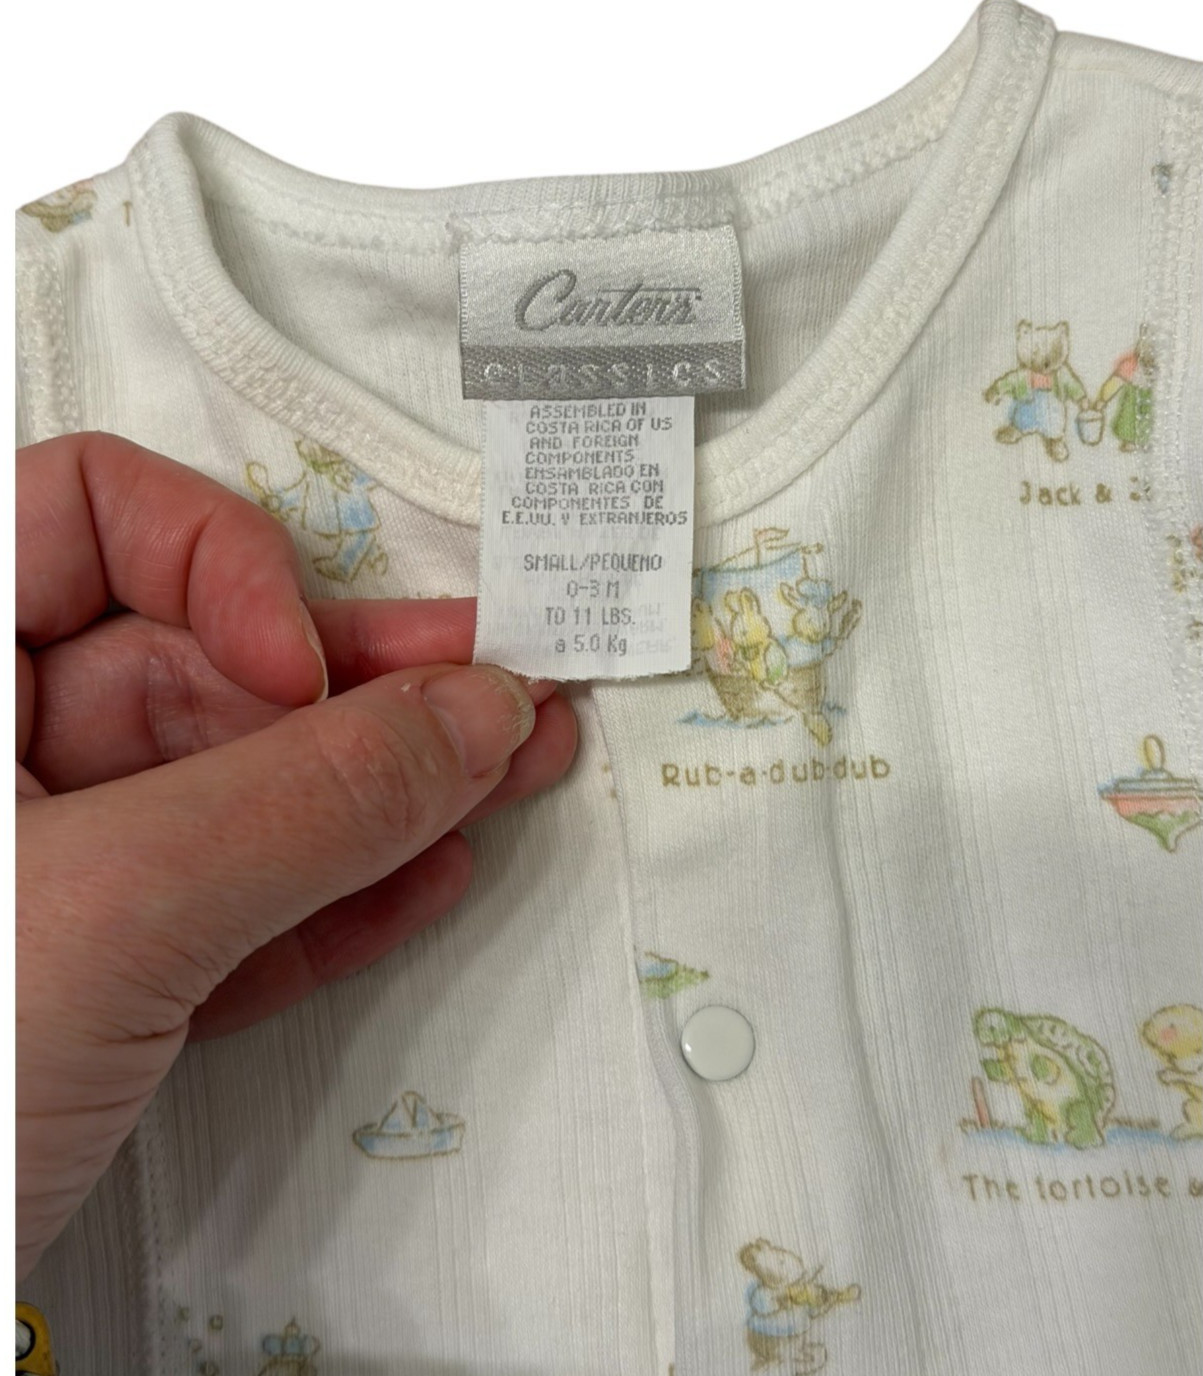 Carter's
classics
ASSEMBLED IN
COSTA RICA OF US
AND FOREIGN
COMPONENTS
ENSAMBLADO EN
COSTA RICA CON
COMPONENTES DE
E.E.U.U. Y EXTRANJEROS
SMALL/PEQUENO
0-3 M
TO 11 LBS.
a 5.0 Kg
Jack &
Rub-a-dub-dub
The tortoise &